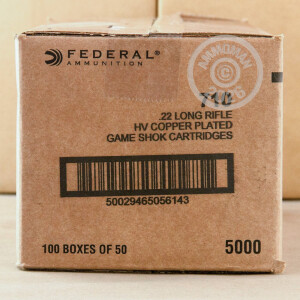 FEDERAL®
AMMUNITION
.22 LONG RIFLE
HV COPPER PLATED
GAME SHOK CARTRIDGES
50029465056143
100 BOXES OF 50 5000